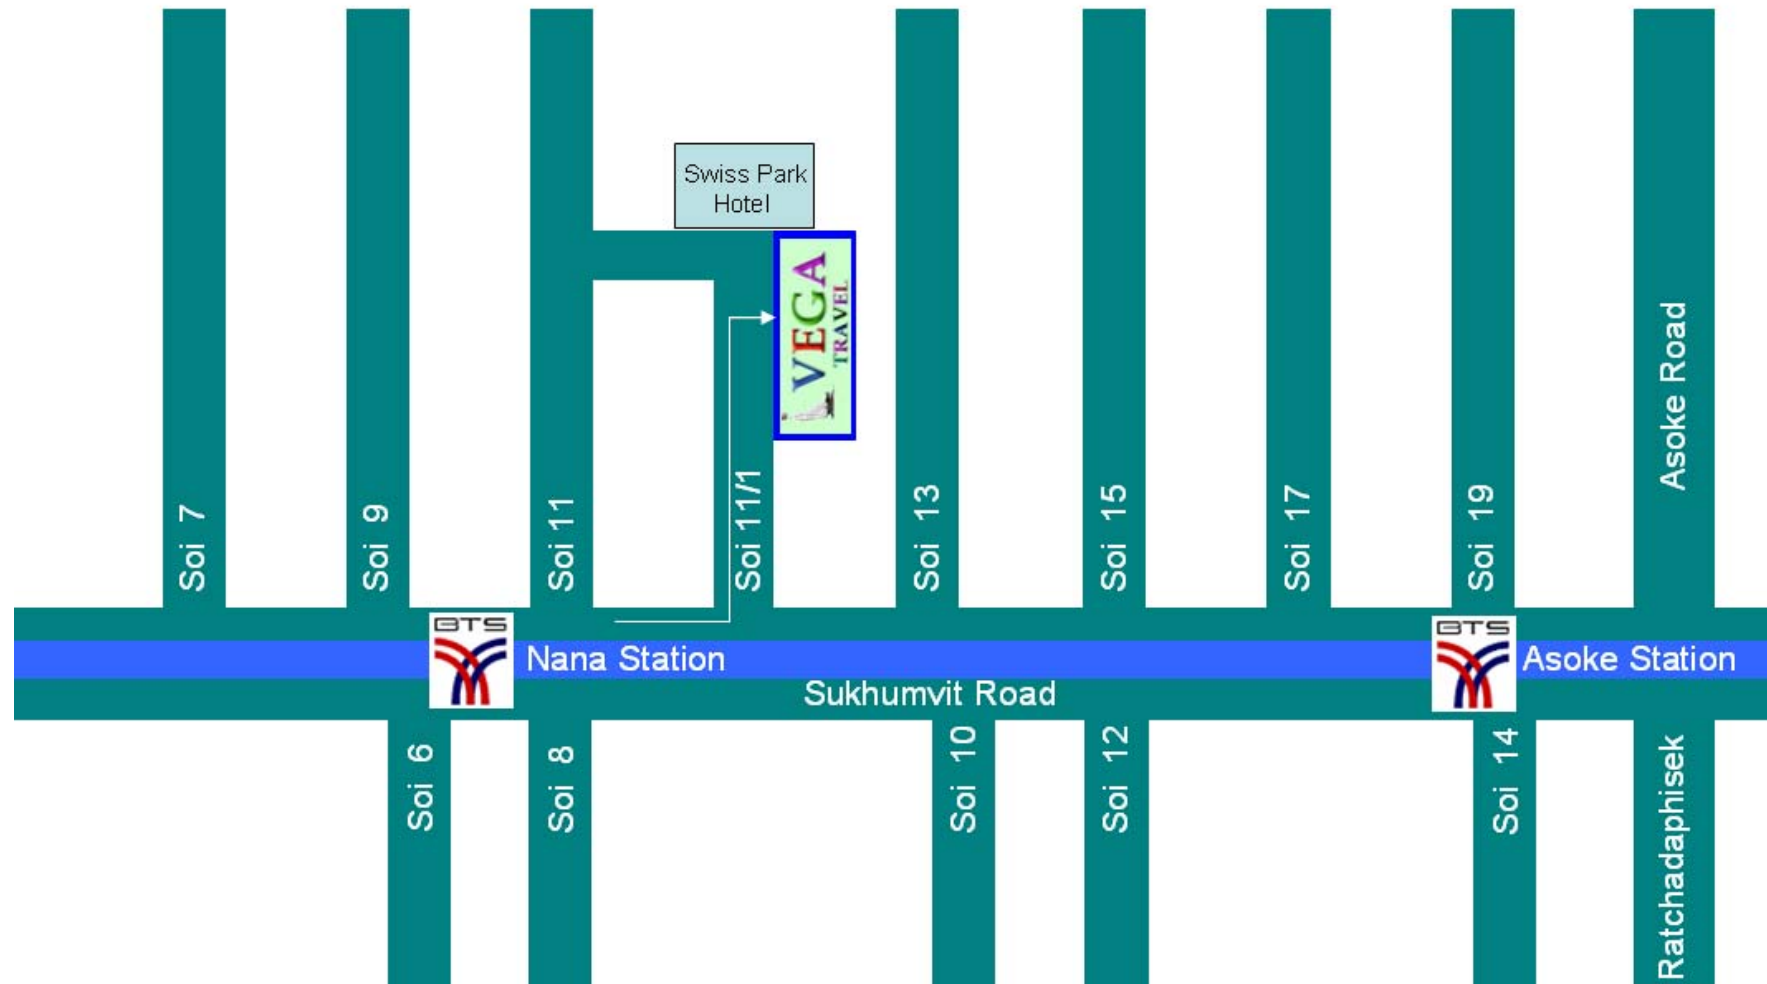 Swiss Park
Hotel
VEGA
TRAVEL
Asoke Road
Soi 7
Soi 9
Soi 11
Soi 11/1
Soi 13
Soi 15
Soi 17
Soi 19
BTS
Nana Station
BTS
Asoke Station
Sukhumvit Road
Soi 6
Soi 8
Soi 10
Soi 12
Soi 14
Ratchadaphisek